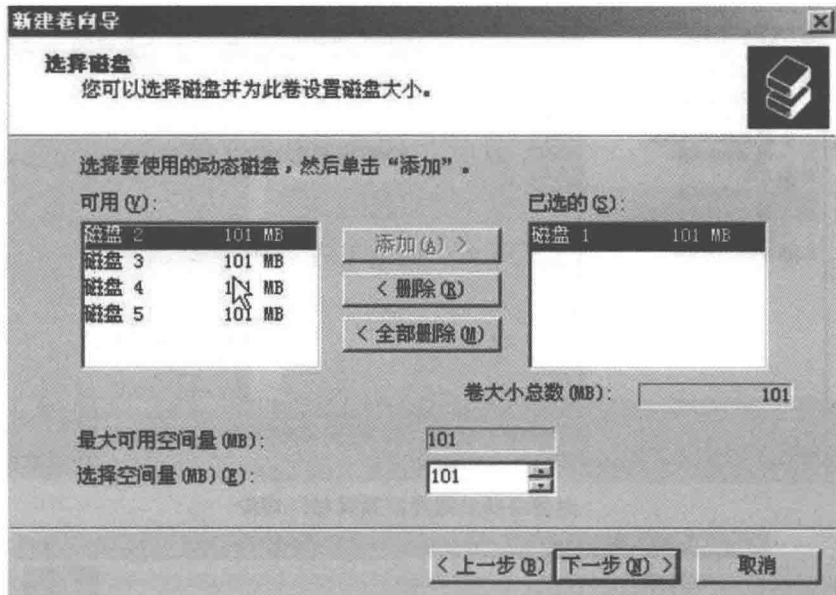 新建卷向导
选择磁盘
您可以选择磁盘并为此卷设置磁盘大小。
选择要使用的动态磁盘,然后单击“添加”。
可用(V):
已选的(S):
磁盘 2 101 MB
磁盘 3 101 MB
磁盘 4 101 MB
磁盘 5 101 MB
添加(A) >
< 删除(R)
< 全部删除(M)
磁盘 1 101 MB
卷大小总数(MB): 101
最大可用空间量(MB): 101
选择空间量(MB)(E): 101
< 上一步(B)
下一步(N) >
取消